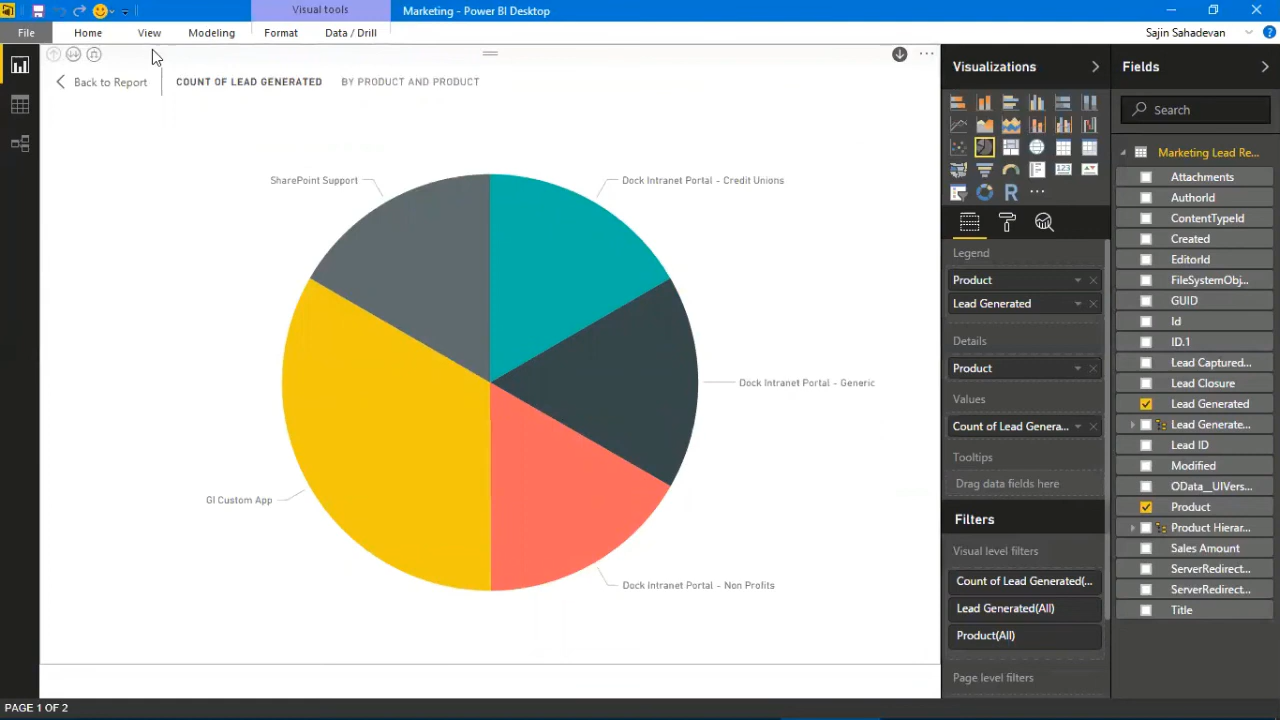 Visual tools
Marketing - Power BI Desktop
File
Home
View
Modeling
Format
Data / Drill
Sajin Sahadevan
?
Back to Report
COUNT OF LEAD GENERATED
BY PRODUCT AND PRODUCT
SharePoint Support
Dock Intranet Portal - Credit Unions
Dock Intranet Portal - Generic
GI Custom App
Dock Intranet Portal - Non Profits
Visualizations
R
Legend
Product
Lead Generated
Details
Product
Values
Count of Lead Genera...
Tooltips
Drag data fields here
Filters
Visual level filters
Count of Lead Generated(...
Lead Generated(All)
Product(All)
Page level filters
Fields
Search
Marketing Lead Re...
Attachments
AuthorId
ContentTypeId
Created
EditorId
FileSystemObj...
GUID
Id
ID.1
Lead Captured...
Lead Closure
Lead Generated
Lead Generate...
Lead ID
Modified
OData__UIVers...
Product
Product Hierar...
Sales Amount
ServerRedirect...
ServerRedirect...
Title
PAGE 1 OF 2